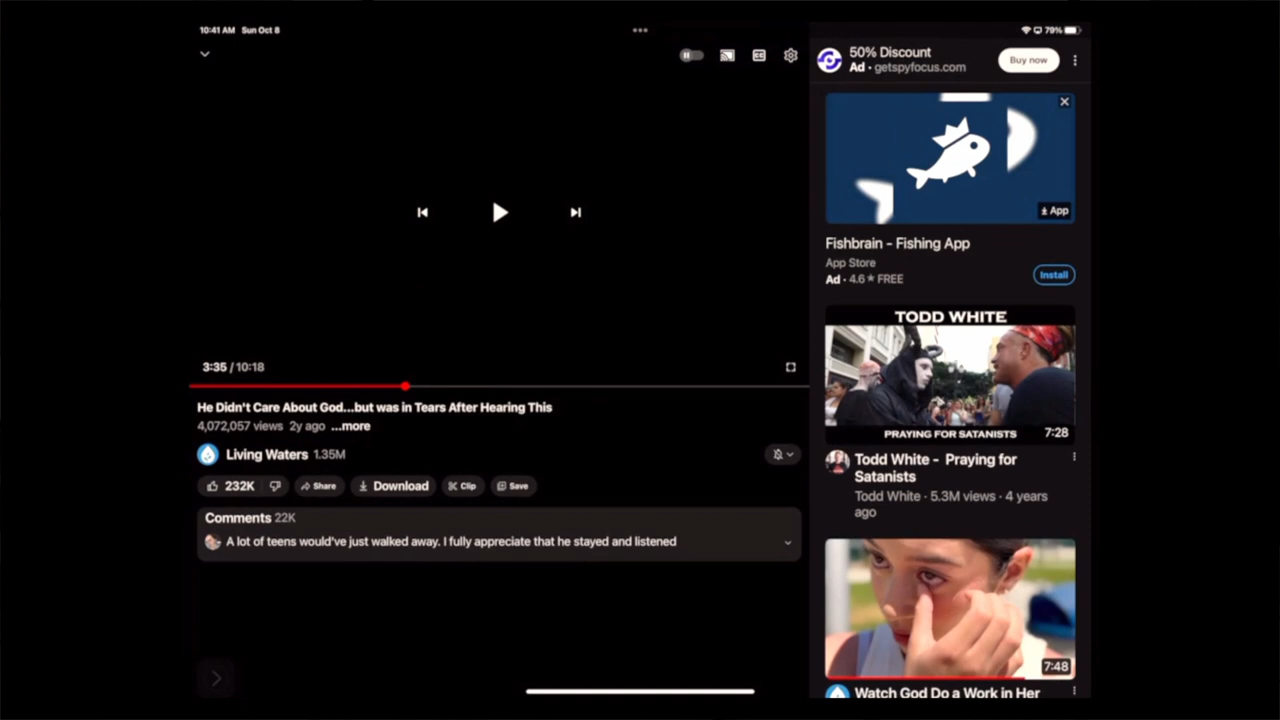 10:41 AM Sun Oct 8
79%
3:35 / 10:18
He Didn't Care About God...but was in Tears After Hearing This
4,072,057 views 2y ago ...more
Living Waters 1.35M
232K Share Download Clip Save
Comments 22K
A lot of teens would've just walked away. I fully appreciate that he stayed and listened
50% Discount
Ad • getspyfocus.com
Buy now
App
Fishbrain - Fishing App
App Store
Ad • 4.6 ★ FREE
Install
TODD WHITE
PRAYING FOR SATANISTS
7:28
Todd White - Praying for
Satanists
Todd White · 5.3M views · 4 years
ago
7:48
Watch God Do a Work in Her